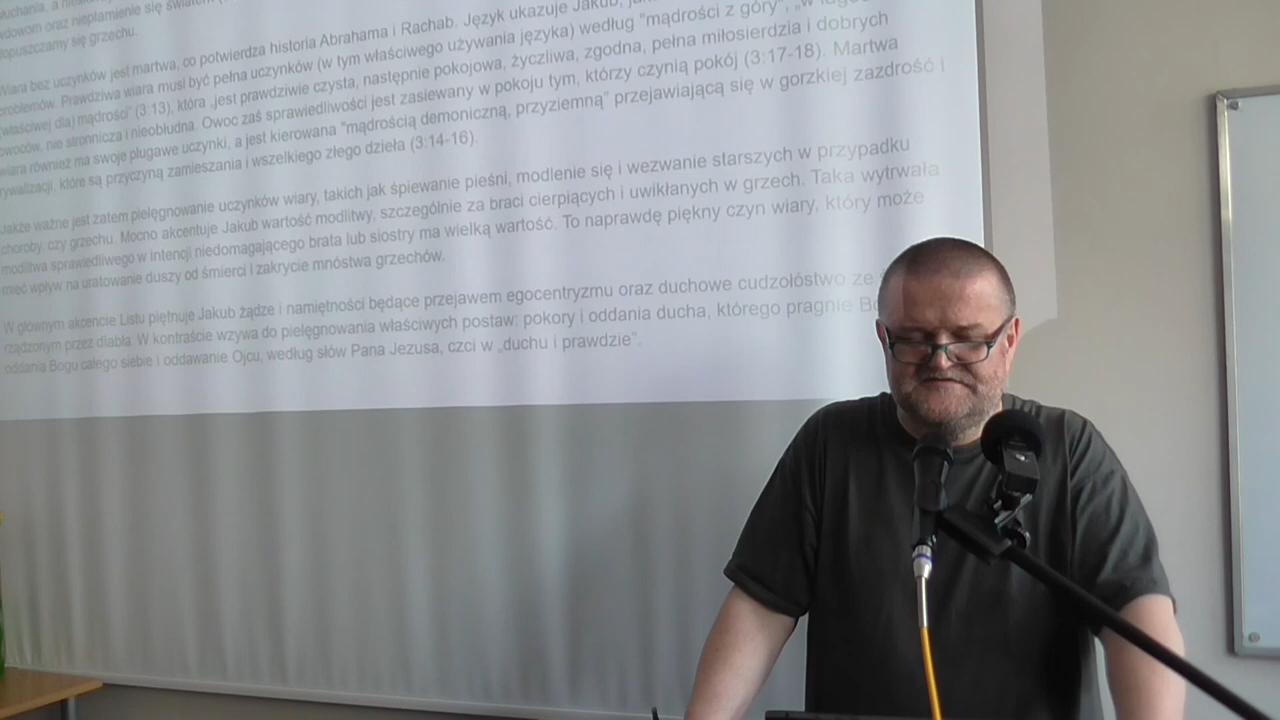 słuchania, a
wdowom oraz nieplamienie się światem
dopuszczamy się grzechu.
Wiara bez uczynków jest martwa, co potwierdza historia Abrahama i Rachab. Język ukazuje Jakub,
problemów. Prawdziwa wiara musi być pełna uczynków (w tym właściwego używania języka) według "mądrości z góry", „w
(właściwej dla) mądrości" (3:13), która „jest prawdziwie czysta, następnie pokojowa, życzliwa, zgodna, pełna miłosierdzia i dobrych
owoców, nie stronnicza i nieobłudna. Owoc zaś sprawiedliwości jest zasiewany w pokoju tym, którzy czynią pokój (3:17-18). Martwa
wiara również ma swoje plugawe uczynki, a jest kierowana "mądrością demoniczną, przyziemną" przejawiającą się w gorzkiej zazdrość i
rywalizacji, które są przyczyną zamieszania i wszelkiego złego dzieła (3:14-16).
Jakże ważne jest zatem pielęgnowanie uczynków wiary, takich jak śpiewanie pieśni, modlenie się i wezwanie starszych w przypadku
choroby, czy grzechu. Mocno akcentuje Jakub wartość modlitwy, szczególnie za braci cierpiących i uwikłanych w grzech. Taka wytrwała
modlitwa sprawiedliwego w intencji niedomagającego brata lub siostry ma wielką wartość. To naprawdę piękny czyn wiary, który może
mieć wpływ na uratowanie duszy od śmierci i zakrycie mnóstwa grzechów.
W głównym akcencie Listu piętnuje Jakub żądze i namiętności będące przejawem egocentryzmu oraz duchowe cudzołóstwo ze
rządzonym przez diabła. W kontraście wzywa do pielęgnowania właściwych postaw: pokory i oddania ducha, którego pragnie
oddania Bogu całego siebie i oddawanie Ojcu, według słów Pana Jezusa, czci w „duchu i prawdzie".